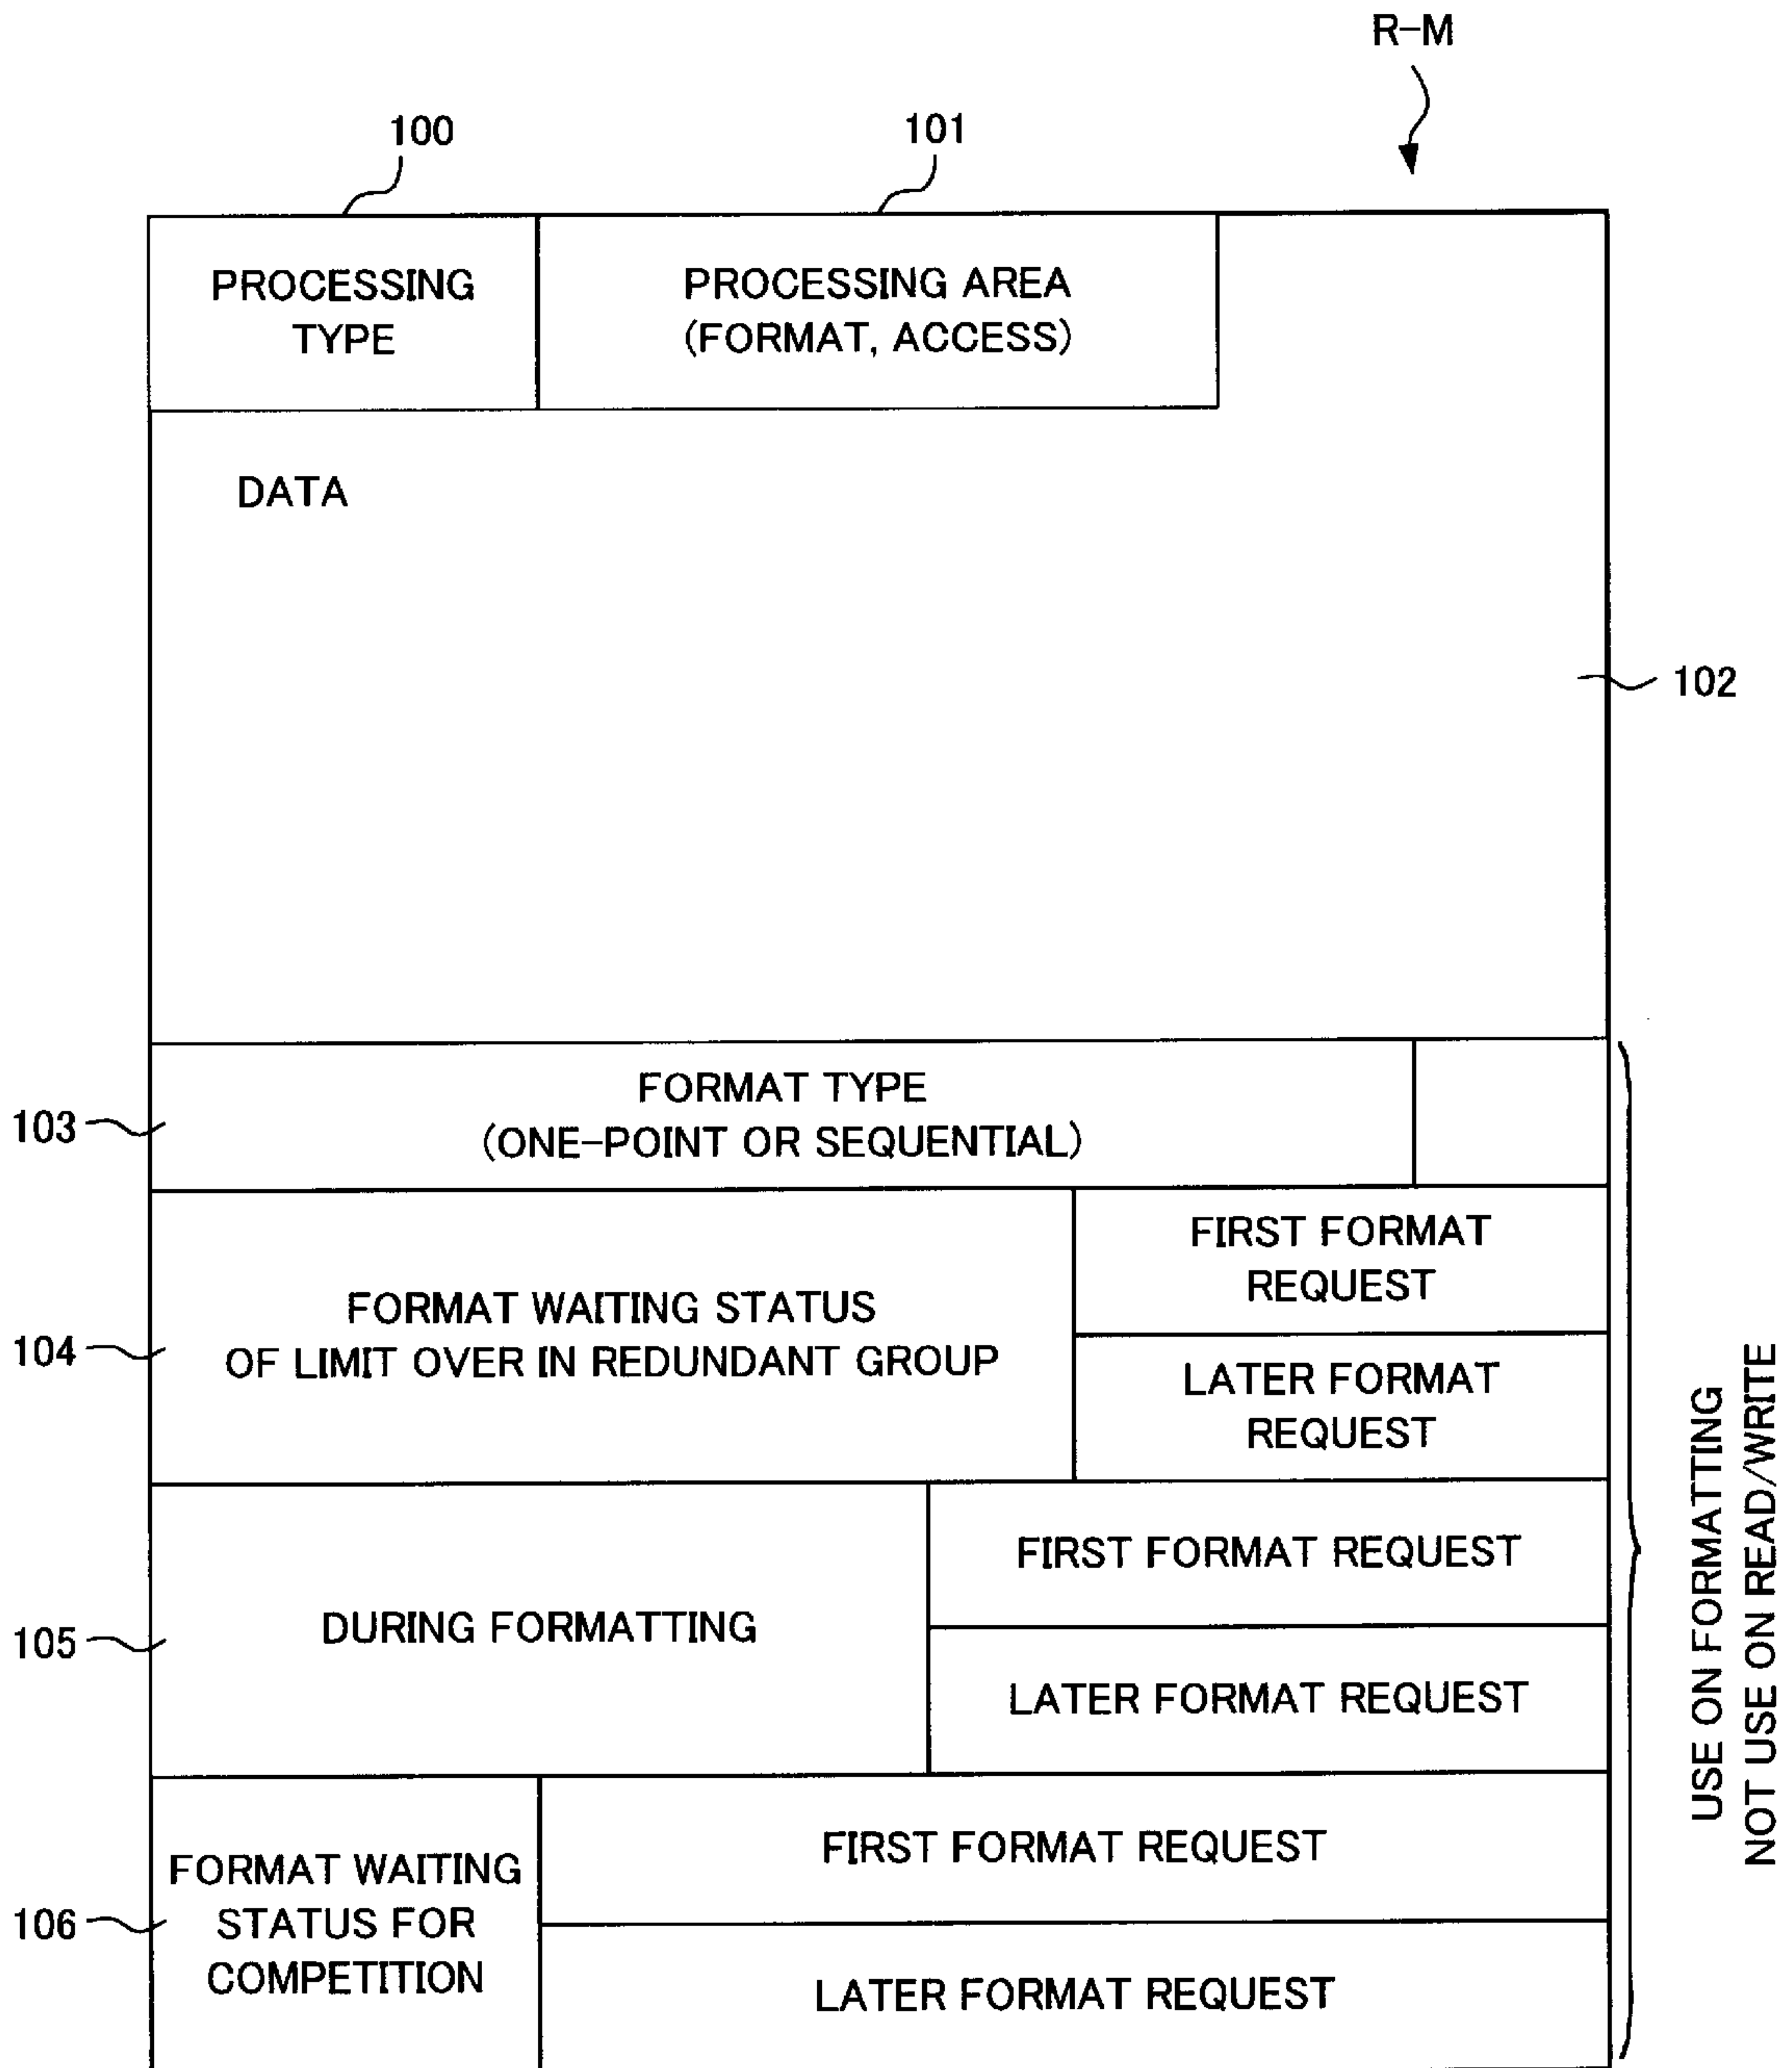 R-M
100
101
PROCESSING
TYPE
PROCESSING AREA
(FORMAT, ACCESS)
DATA
102
103
FORMAT TYPE
(ONE-POINT OR SEQUENTIAL)
104
FORMAT WAITING STATUS
OF LIMIT OVER IN REDUNDANT GROUP
FIRST FORMAT
REQUEST
LATER FORMAT
REQUEST
105
DURING FORMATTING
FIRST FORMAT REQUEST
LATER FORMAT REQUEST
106
FORMAT WAITING
STATUS FOR
COMPETITION
FIRST FORMAT REQUEST
LATER FORMAT REQUEST
USE ON FORMATTING
NOT USE ON READ/WRITE